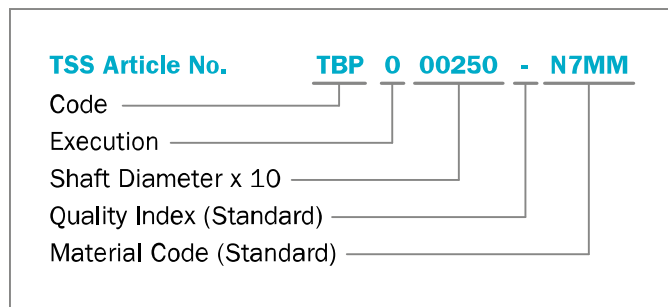 TSS Article No. TBP 0 00250 - N7MM
Code
Execution
Shaft Diameter x 10
Quality Index (Standard)
Material Code (Standard)